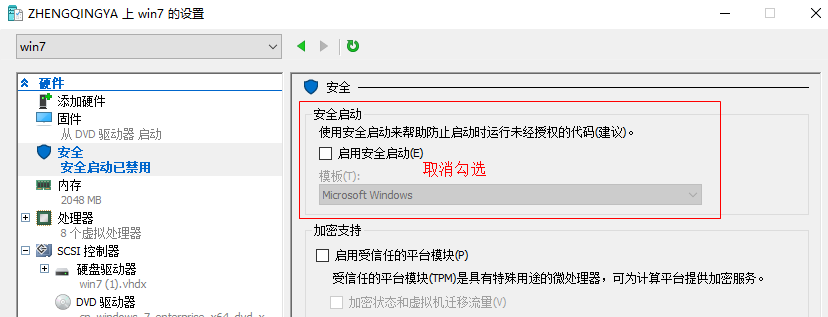 ZHENGQINGYA 上 win7 的设置
win7
硬件
添加硬件
固件
从 DVD 驱动器 启动
安全
安全启动已禁用
内存
2048 MB
处理器
8 个虚拟处理器
SCSI 控制器
硬盘驱动器
win7 (1).vhdx
DVD 驱动器
安全
安全启动
使用安全启动来帮助防止启动时运行未经授权的代码(建议)。
启用安全启动(E)
取消勾选
模板(T):
Microsoft Windows
加密支持
启用受信任的平台模块(P)
受信任的平台模块(TPM)是具有特殊用途的微处理器，可为计算平台提供加密服务。
加密状态和虚拟机迁移流量(V)